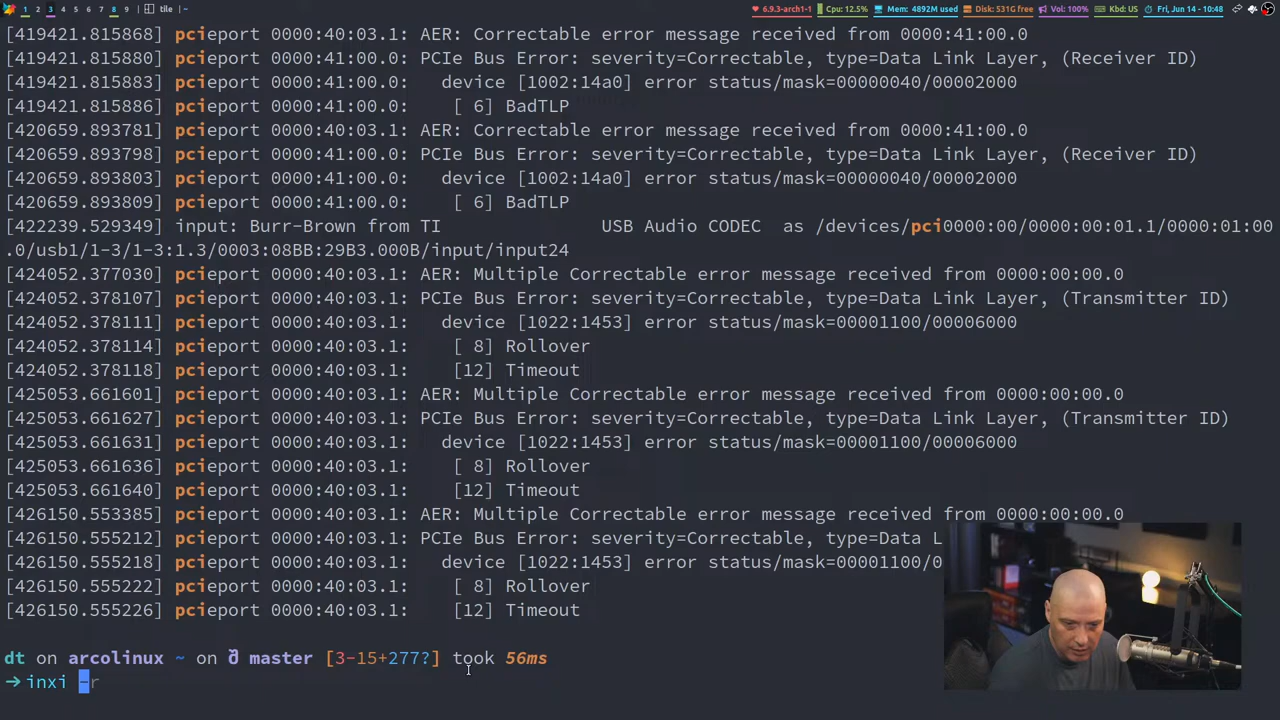 1 2 3 4 5 6 7 8 9 tile ~ 6.9.3-arch1-1 Cpu: 12.5% Mem: 4892M used Disk: 531G free Vol: 100% Kbd: US Fri, Jun 14 - 10:48
[419421.815868] pcieport 0000:40:03.1: AER: Correctable error message received from 0000:41:00.0
[419421.815880] pcieport 0000:41:00.0: PCIe Bus Error: severity=Correctable, type=Data Link Layer, (Receiver ID)
[419421.815883] pcieport 0000:41:00.0: device [1002:14a0] error status/mask=00000040/00002000
[419421.815886] pcieport 0000:41:00.0: [ 6] BadTLP
[420659.893781] pcieport 0000:40:03.1: AER: Correctable error message received from 0000:41:00.0
[420659.893798] pcieport 0000:41:00.0: PCIe Bus Error: severity=Correctable, type=Data Link Layer, (Receiver ID)
[420659.893803] pcieport 0000:41:00.0: device [1002:14a0] error status/mask=00000040/00002000
[420659.893809] pcieport 0000:41:00.0: [ 6] BadTLP
[422239.529349] input: Burr-Brown from TI USB Audio CODEC as /devices/pci0000:00/0000:00:01.1/0000:01:00
.0/usb1/1-3/1-3:1.3/0003:08BB:29B3.000B/input/input24
[424052.377030] pcieport 0000:40:03.1: AER: Multiple Correctable error message received from 0000:00:00.0
[424052.378107] pcieport 0000:40:03.1: PCIe Bus Error: severity=Correctable, type=Data Link Layer, (Transmitter ID)
[424052.378111] pcieport 0000:40:03.1: device [1022:1453] error status/mask=00001100/00006000
[424052.378114] pcieport 0000:40:03.1: [ 8] Rollover
[424052.378118] pcieport 0000:40:03.1: [12] Timeout
[425053.661601] pcieport 0000:40:03.1: AER: Multiple Correctable error message received from 0000:00:00.0
[425053.661627] pcieport 0000:40:03.1: PCIe Bus Error: severity=Correctable, type=Data Link Layer, (Transmitter ID)
[425053.661631] pcieport 0000:40:03.1: device [1022:1453] error status/mask=00001100/00006000
[425053.661636] pcieport 0000:40:03.1: [ 8] Rollover
[425053.661640] pcieport 0000:40:03.1: [12] Timeout
[426150.553385] pcieport 0000:40:03.1: AER: Multiple Correctable error message received from 0000:00:00.0
[426150.555212] pcieport 0000:40:03.1: PCIe Bus Error: severity=Correctable, type=Data L
[426150.555218] pcieport 0000:40:03.1: device [1022:1453] error status/mask=00001100/0
[426150.555222] pcieport 0000:40:03.1: [ 8] Rollover
[426150.555226] pcieport 0000:40:03.1: [12] Timeout
dt on arcolinux ~ on master [3-15+277?] took 56ms
→ inxi -r